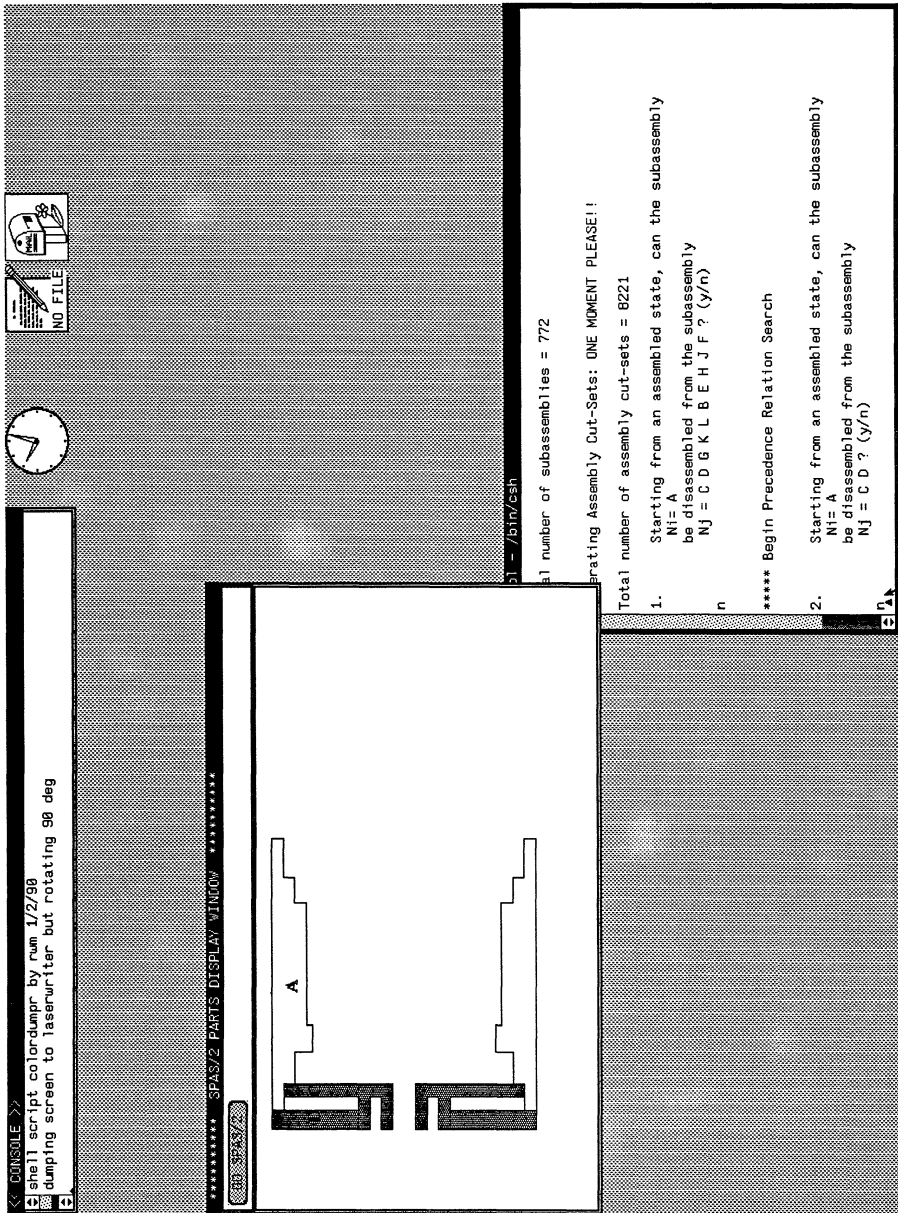 << CONSOLE >>
shell script colordumpr by rwm 1/2/90
dumping screen to laserwriter but rotating 90 deg
NO FILE
MAIL
********** SPAS/2 PARTS DISPLAY WINDOW **********
SPAS/2
A
ol - /bin/csh
al number of subassemblies = 772
erating Assembly Cut-Sets: ONE MOMENT PLEASE!!
Total number of assembly cut-sets = 8221
1. Starting from an assembled state, can the subassembly
Ni= A
be disassembled from the subassembly
Nj = C D G K L B E H J F ? (y/n)
n
***** Begin Precedence Relation Search
2. Starting from an assembled state, can the subassembly
Ni= A
be disassembled from the subassembly
Nj = C D ? (y/n)
n